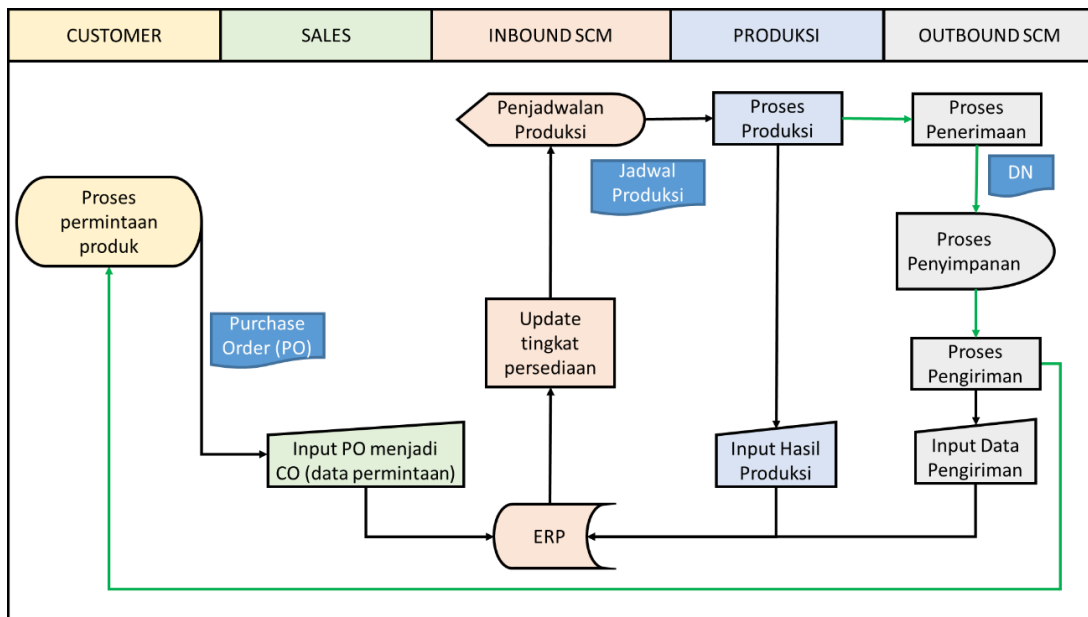 CUSTOMER
SALES
INBOUND SCM
PRODUKSI
OUTBOUND SCM
Proses
permintaan
produk
Purchase
Order (PO)
Input PO menjadi
CO (data permintaan)
Penjadwalan
Produksi
Jadwal
Produksi
Update
tingkat
persediaan
ERP
Proses
Produksi
Input Hasil
Produksi
Proses
Penerimaan
DN
Proses
Penyimpanan
Proses
Pengiriman
Input Data
Pengiriman